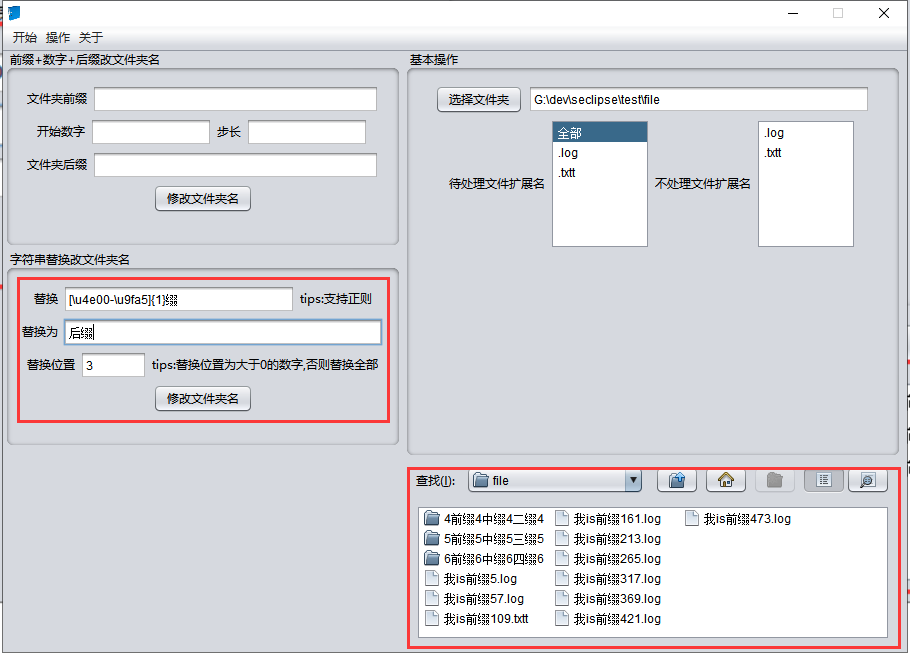 开始 操作 关于
前缀+数字+后缀改文件夹名
文件夹前缀
开始数字 步长
文件夹后缀
修改文件夹名
字符串替换改文件夹名
替换 [\u4e00-\u9fa5]{1}缀 tips:支持正则
替换为 后缀
替换位置 3 tips:替换位置为大于0的数字,否则替换全部
修改文件夹名
基本操作
选择文件夹 G:\dev\seclipse\test\file
待处理文件扩展名
全部
.log
.txtt
不处理文件扩展名
.log
.txtt
查找(I): file
4前缀4中缀4二缀4
5前缀5中缀5三缀5
6前缀6中缀6四缀6
我is前缀5.log
我is前缀57.log
我is前缀109.txtt
我is前缀161.log
我is前缀213.log
我is前缀265.log
我is前缀317.log
我is前缀369.log
我is前缀421.log
我is前缀473.log